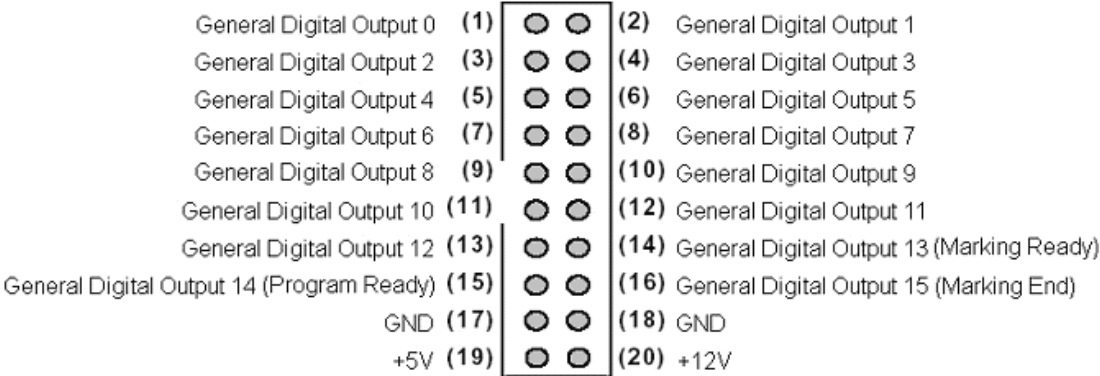 General Digital Output 0 (1) (2) General Digital Output 1
General Digital Output 2 (3) (4) General Digital Output 3
General Digital Output 4 (5) (6) General Digital Output 5
General Digital Output 6 (7) (8) General Digital Output 7
General Digital Output 8 (9) (10) General Digital Output 9
General Digital Output 10 (11) (12) General Digital Output 11
General Digital Output 12 (13) (14) General Digital Output 13 (Marking Ready)
General Digital Output 14 (Program Ready) (15) (16) General Digital Output 15 (Marking End)
GND (17) (18) GND
+5V (19) (20) +12V